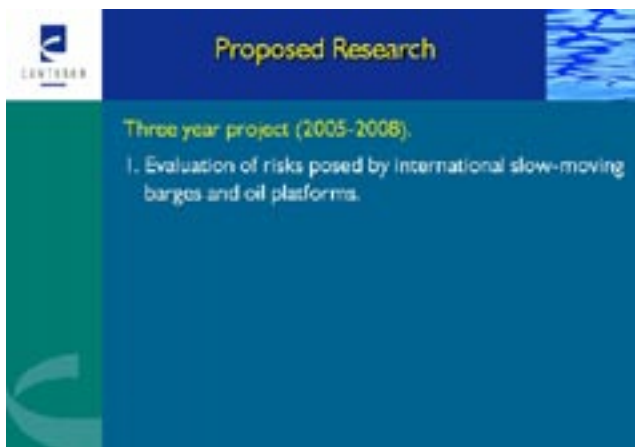 Proposed Research
Three year project (2005-2008).
1. Evaluation of risks posed by international slow-moving
barges and oil platforms.